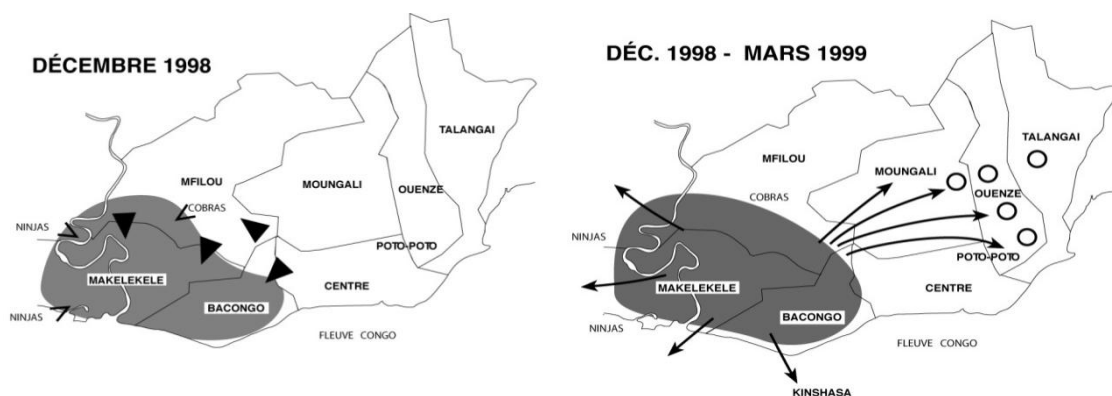 DÉCEMBRE 1998
TALANGAI
MFILOU
MOUNGALI
OUENZE
COBRAS
NINJAS
POTO-POTO
MAKELEKELE
CENTRE
BACONGO
NINJAS
FLEUVE CONGO
DÉC. 1998 - MARS 1999
TALANGAI
MFILOU
MOUNGALI
OUENZE
NINJAS
POTO-POTO
MAKELEKELE
CENTRE
BACONGO
NINJAS
FLEUVE CONGO
KINSHASA